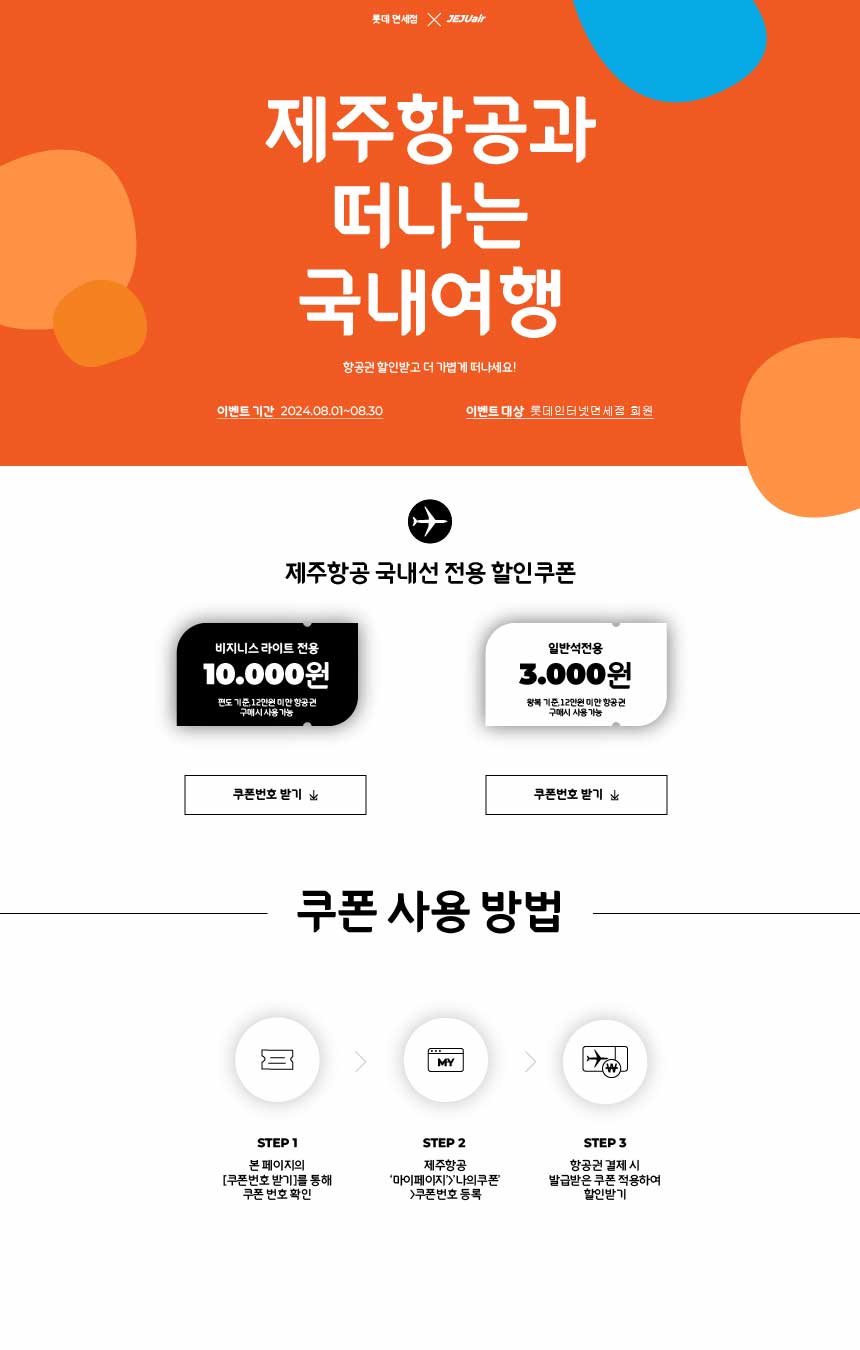 롯데 면세점 × JEJUair
제주항공과
떠나는
국내여행
항공권 할인받고 더 가볍게 떠나세요!
이벤트 기간 2024.08.01~08.30
이벤트 대상 롯데인터넷면세점 회원
제주항공 국내선 전용 할인쿠폰
비지니스 라이트 전용
10.000원
편도 기준,12만원 미만 항공권
구매시 사용가능
일반석전용
3.000원
왕복 기준,12만원 미만 항공권
구매시 사용가능
쿠폰번호 받기
쿠폰번호 받기
쿠폰 사용 방법
MY
₩
STEP 1
본 페이지의
[쿠폰번호 받기]를 통해
쿠폰 번호 확인
STEP 2
제주항공
‘마이페이지’>‘나의쿠폰’
>쿠폰번호 등록
STEP 3
항공권 결제 시
발급받은 쿠폰 적용하여
할인받기